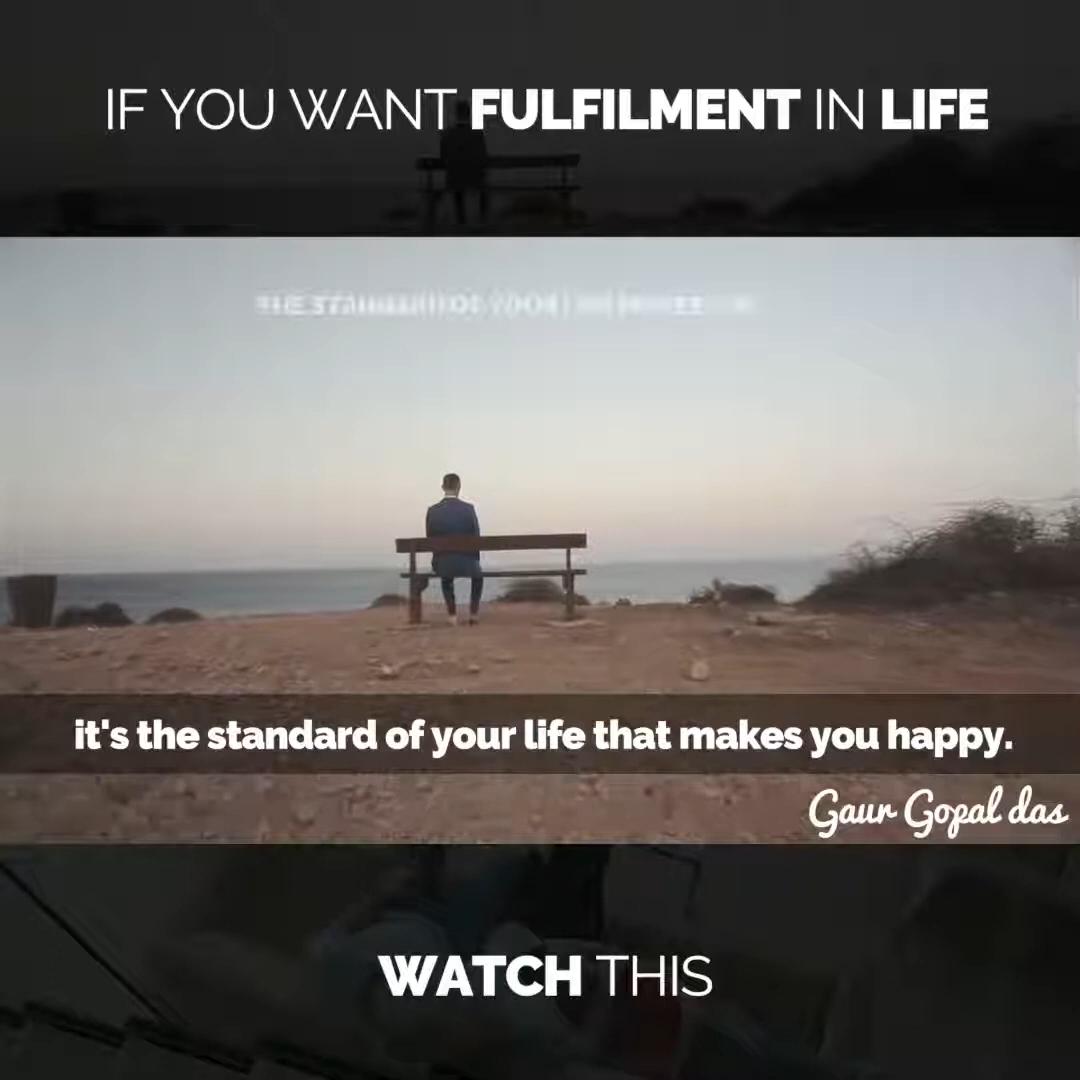 IF YOU WANT FULFILMENT IN LIFE
it's the standard of your life that makes you happy.
Gaur Gopal das
WATCH THIS